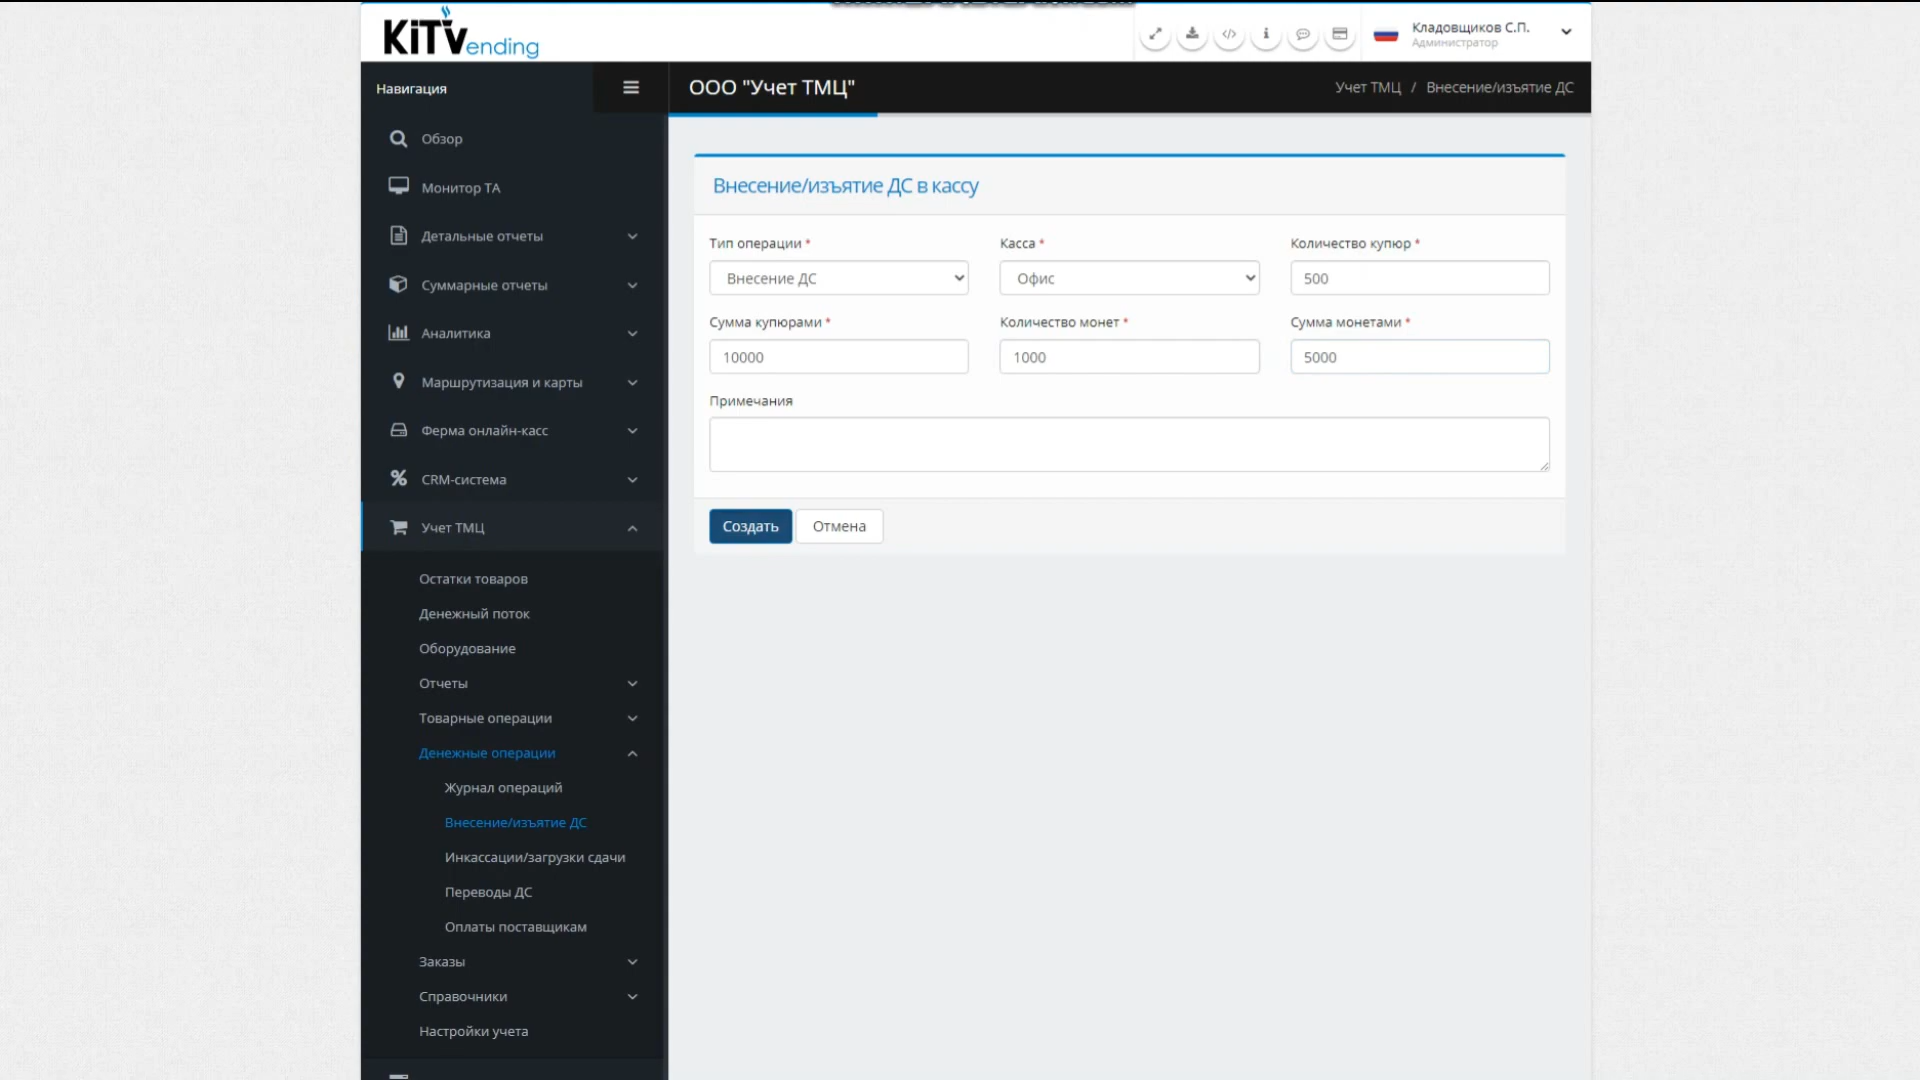 KiTVending
Кладовщиков С.П.
Администратор
Навигация
ООО "Учет ТМЦ"
Учет ТМЦ / Внесение/изъятие ДС
Обзор
Монитор ТА
Детальные отчеты
Суммарные отчеты
Аналитика
Маршрутизация и карты
Ферма онлайн-касс
CRM-система
Учет ТМЦ
Остатки товаров
Денежный поток
Оборудование
Отчеты
Товарные операции
Денежные операции
Журнал операций
Внесение/изъятие ДС
Инкассации/загрузки сдачи
Переводы ДС
Оплаты поставщикам
Заказы
Справочники
Настройки учета
Внесение/изъятие ДС в кассу
Тип операции *
Касса *
Количество купюр *
Внесение ДС
Офис
500
Сумма купюрами *
Количество монет *
Сумма монетами *
10000
1000
5000
Примечания
Создать
Отмена